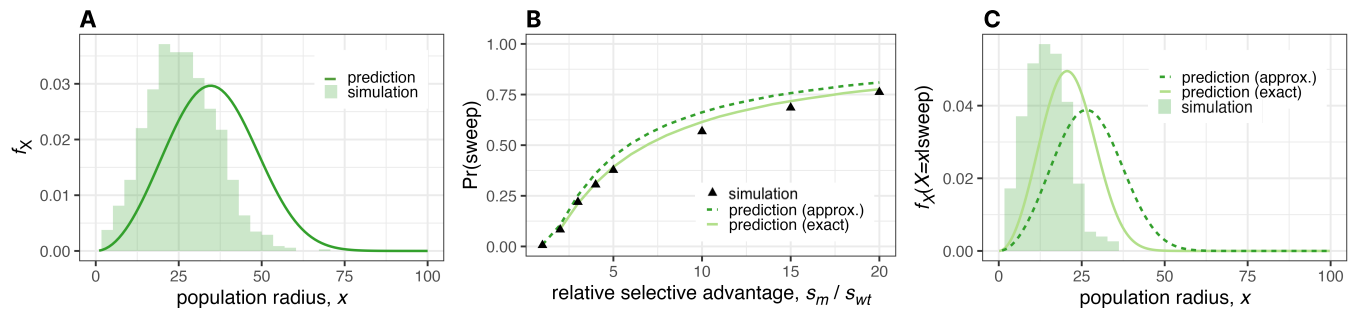 A
f_X
0.03
0.02
0.01
0.00
prediction
simulation
0
25
50
75
100
population radius, x
B
Pr(sweep)
1.00
0.75
0.50
0.25
0.00
simulation
prediction (approx.)
prediction (exact)
5
10
15
20
relative selective advantage, s_m / s_wt
C
f_X(X=x|sweep)
0.04
0.02
0.00
prediction (approx.)
prediction (exact)
simulation
0
25
50
75
100
population radius, x